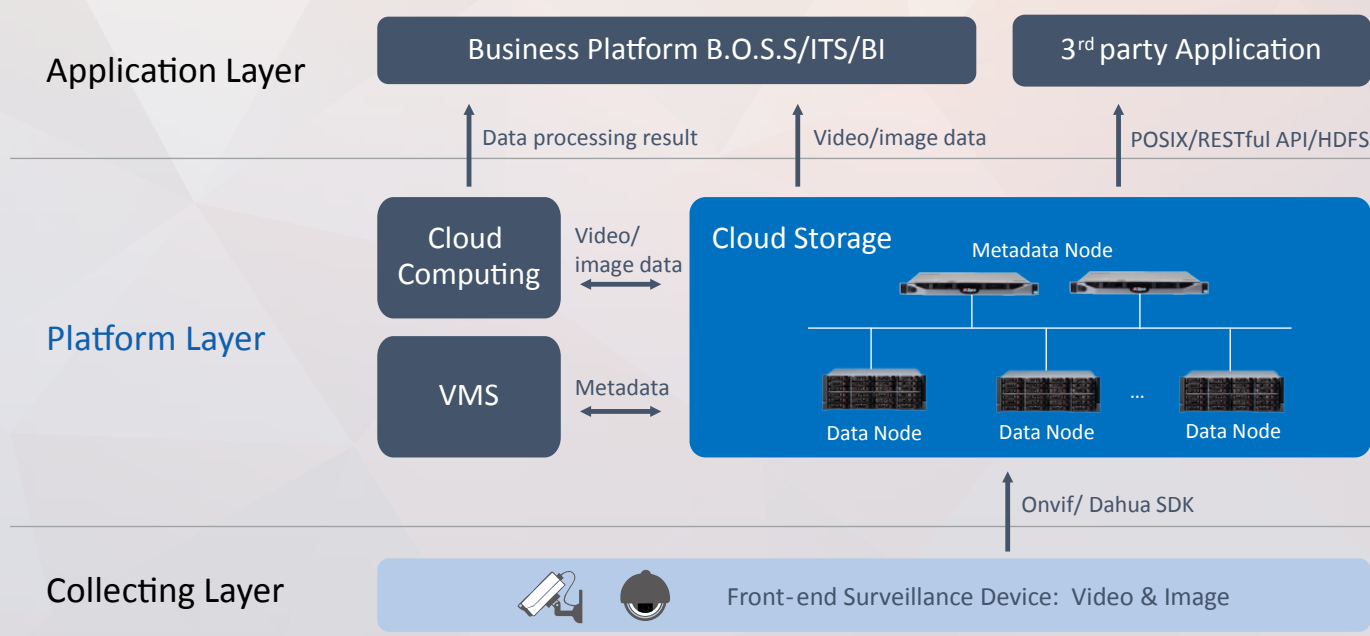 Application Layer
Business Platform B.O.S.S/ITS/BI
3rd party Application
Data processing result
Video/image data
POSIX/RESTful API/HDFS
Platform Layer
Cloud
Computing
Video/
image data
Cloud Storage
Metadata Node
VMS
Metadata
...
Data Node
Data Node
Data Node
Onvif/ Dahua SDK
Collecting Layer
Front-end Surveillance Device: Video & Image